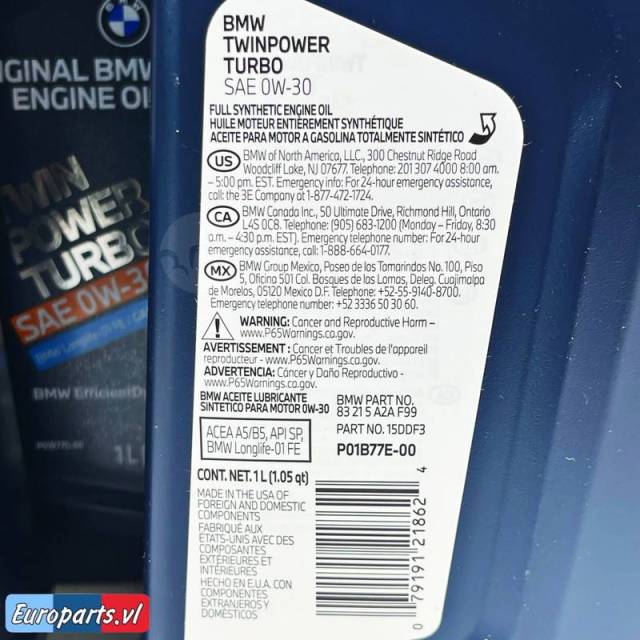 BMW
IGINAL BMW
ENGINE OIL
TWIN
POWER
TURBO
SAE 0W-30
BMW EfficientDy
P01B77E-00
1L
BMW
TWINPOWER
TURBO
SAE 0W-30
FULL SYNTHETIC ENGINE OIL
HUILE MOTEUR ENTIÈREMENT SYNTHÉTIQUE
ACEITE PARA MOTOR A GASOLINA TOTALMENTE SINTÉTICO
US BMW of North America, LLC., 300 Chestnut Ridge Road
Woodcliff Lake, NJ 07677. Telephone: 201 307 4000 8:00 am.
– 5:00 pm. EST. Emergency info: For 24-hour emergency assistance,
call: the 3E Company at 1-877-472-1724.
CA BMW Canada Inc., 50 Ultimate Drive, Richmond Hill, Ontario
L4S 0C8. Telephone: (905) 683-1200 (Monday – Friday, 8:30
a.m. – 4:30 pm. EST). Emergency telephone number: For 24-hour
emergency assistance, call: 1-888-664-0177.
MX BMW Group Mexico, Paseo de los Tamarindos No. 100, Piso
5, Oficina 501 Col. Bosques de las Lomas, Deleg. Cuajimalpa
de Morelos, 05120 Mexico D.F. Telephone: +52-55-9140-8700.
Emergency telephone number: +52 3336 50 30 60.
WARNING: Cancer and Reproductive Harm –
www.P65Warnings.ca.gov.
AVERTISSEMENT : Cancer et Troubles de l'appareil
reproducteur - www.P65Warnings.ca.gov.
ADVERTENCIA: Cáncer y Daño Reproductivo -
www.P65Warnings.ca.gov.
BMW ACEITE LUBRICANTE
SINTETICO PARA MOTOR 0W-30
ACEA A5/B5, API SP,
BMW Longlife-01 FE
BMW PART NO.
83 21 5 A2A F99
PART NO. 15DDF3
P01B77E-00
CONT. NET. 1 L (1.05 qt)
MADE IN THE USA OF
FOREIGN AND DOMESTIC
COMPONENTS
FABRIQUÉ AUX
ÉTATS-UNIS AVEC DES
COMPOSANTES
EXTÉRIEURES ET
INTÉRIEURES
HECHO EN E.U.A. CON
COMPONENTES
EXTRANJEROS Y
DOMÉSTICOS
0 79191 21862 4
Europarts.vl